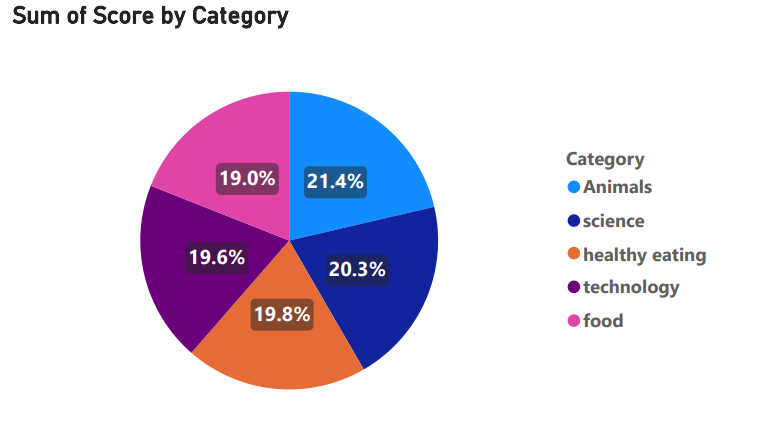 Sum of Score by Category
19.0%
21.4%
19.6%
20.3%
19.8%
Category
Animals
science
healthy eating
technology
food